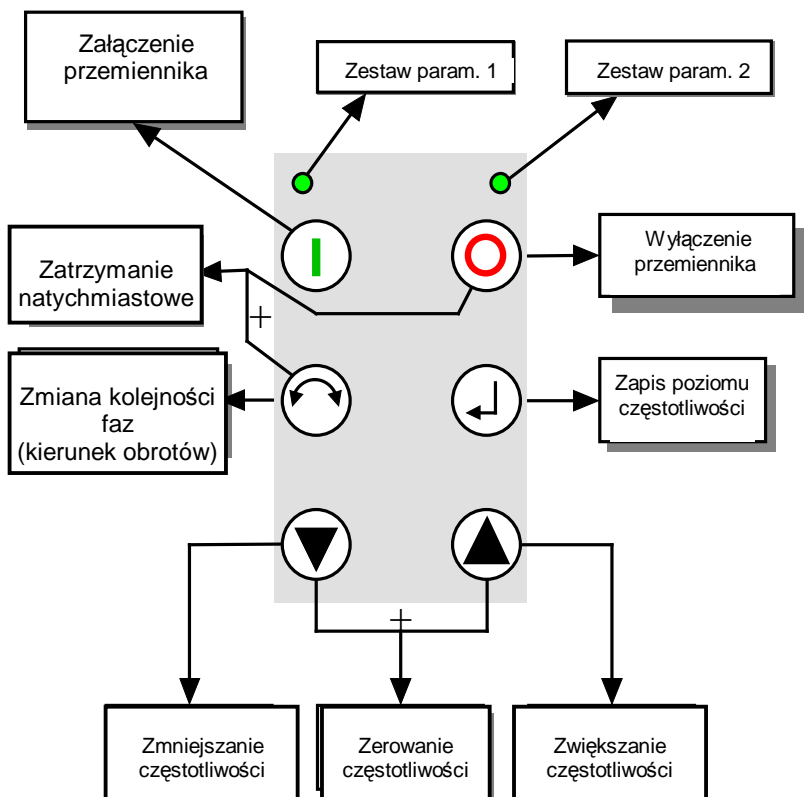 Załączenie
przemiennika
Zestaw param. 1
Zestaw param. 2
Zatrzymanie
natychmiastowe
Wyłączenie
przemiennika
+
Zmiana kolejności
faz
(kierunek obrotów)
Zapis poziomu
częstotliwości
+
Zmniejszanie
częstotliwości
Zerowanie
częstotliwości
Zwiększanie
częstotliwości